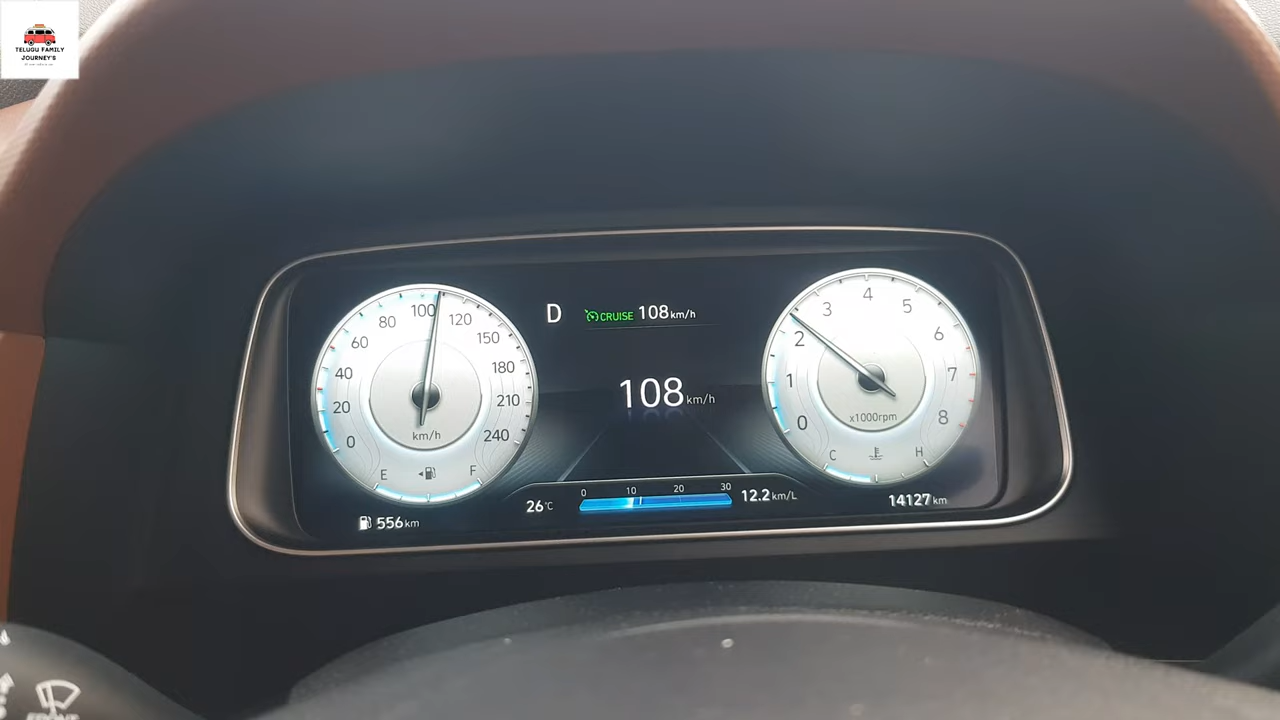 TELUGU FAMILY
JOURNEY'S
D CRUISE 108 km/h
108 km/h
0 20 40 60 80 100 120 150 180 210 240
km/h
E F
0 1 2 3 4 5 6 7 8
x1000rpm
C H
0 10 20 30
26°C 12.2 km/L
556 km
14127 km
FRONT